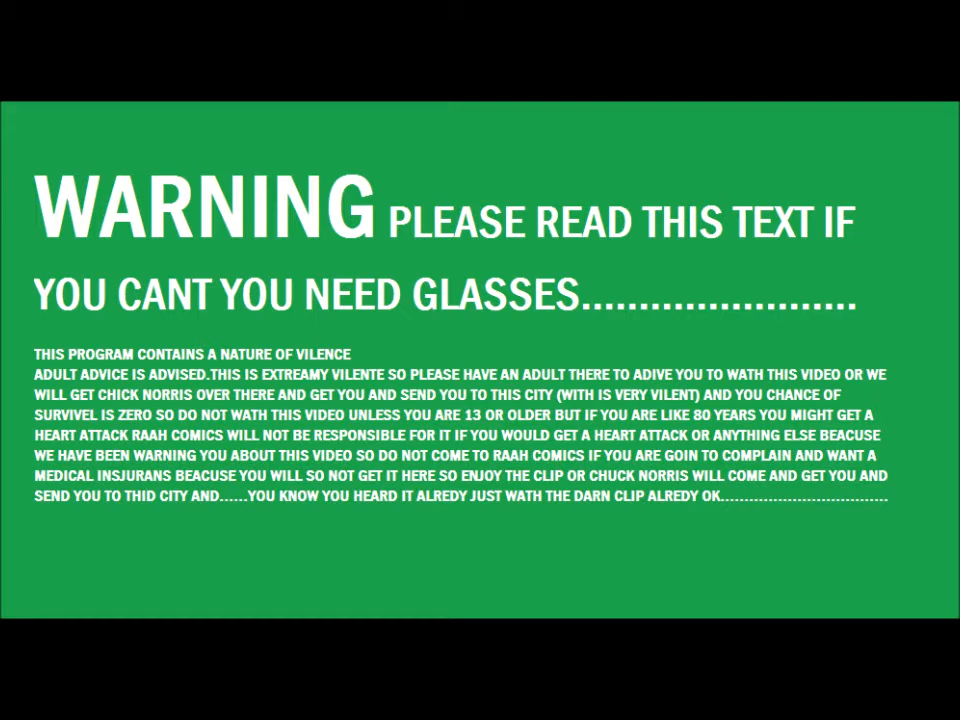 WARNING PLEASE READ THIS TEXT IF
YOU CANT YOU NEED GLASSES........................
THIS PROGRAM CONTAINS A NATURE OF VILENCE
ADULT ADVICE IS ADVISED.THIS IS EXTREAMY VILENTE SO PLEASE HAVE AN ADULT THERE TO ADIVE YOU TO WATH THIS VIDEO OR WE
WILL GET CHICK NORRIS OVER THERE AND GET YOU AND SEND YOU TO THIS CITY (WITH IS VERY VILENT) AND YOU CHANCE OF
SURVIVEL IS ZERO SO DO NOT WATH THIS VIDEO UNLESS YOU ARE 13 OR OLDER BUT IF YOU ARE LIKE 80 YEARS YOU MIGHT GET A
HEART ATTACK RAAH COMICS WILL NOT BE RESPONSIBLE FOR IT IF YOU WOULD GET A HEART ATTACK OR ANYTHING ELSE BEACUSE
WE HAVE BEEN WARNING YOU ABOUT THIS VIDEO SO DO NOT COME TO RAAH COMICS IF YOU ARE GOIN TO COMPLAIN AND WANT A
MEDICAL INSJURANS BEACUSE YOU WILL SO NOT GET IT HERE SO ENJOY THE CLIP OR CHUCK NORRIS WILL COME AND GET YOU AND
SEND YOU TO THID CITY AND......YOU KNOW YOU HEARD IT ALREDY JUST WATH THE DARN CLIP ALREDY OK..................................